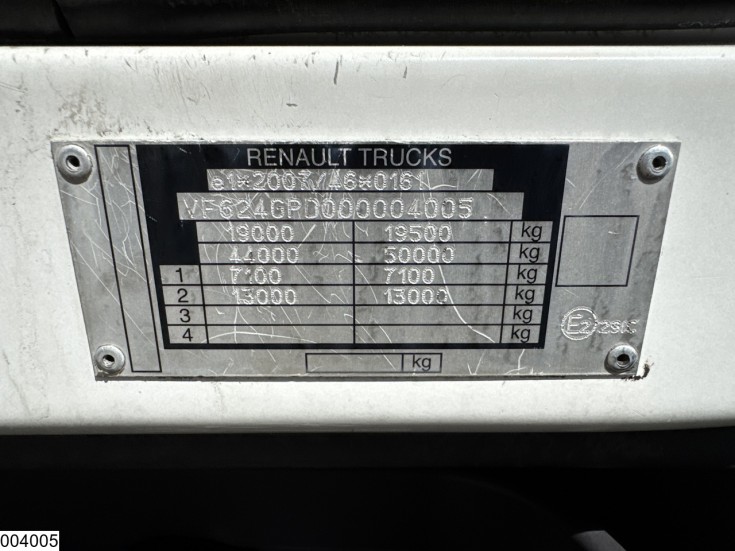 RENAULT TRUCKS
e1*2007/46*0161
VF624GPD000004005
19000 19500 kg
44000 50000 kg
1 7100 7100 kg
2 13000 13000 kg
3 kg
4 kg
kg
E2
004005